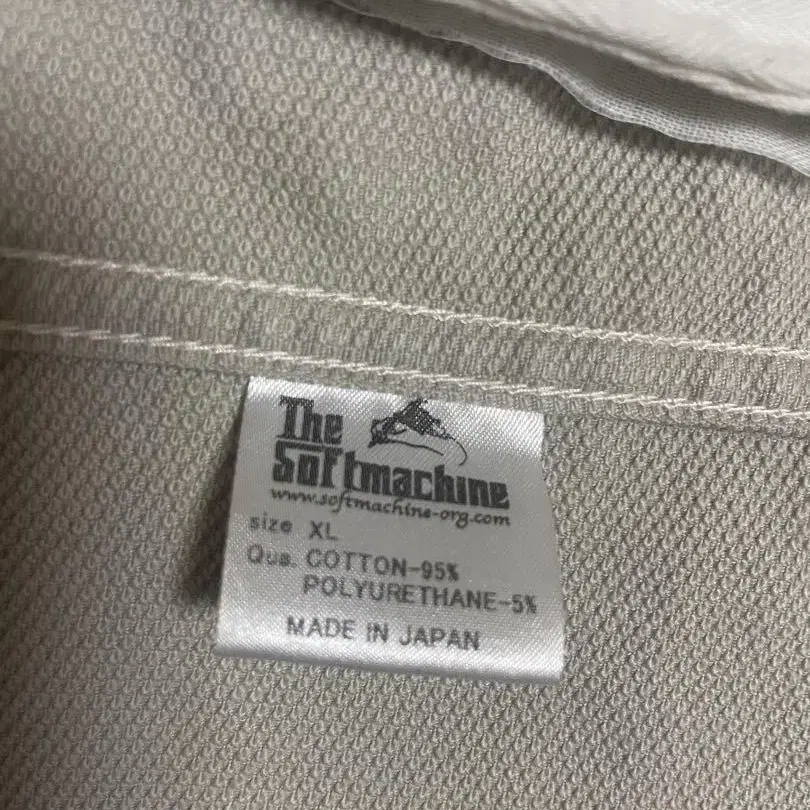 The
Softmachine
www.softmachine-org.com
size XL
Qua. COTTON-95%
POLYURETHANE-5%
MADE IN JAPAN